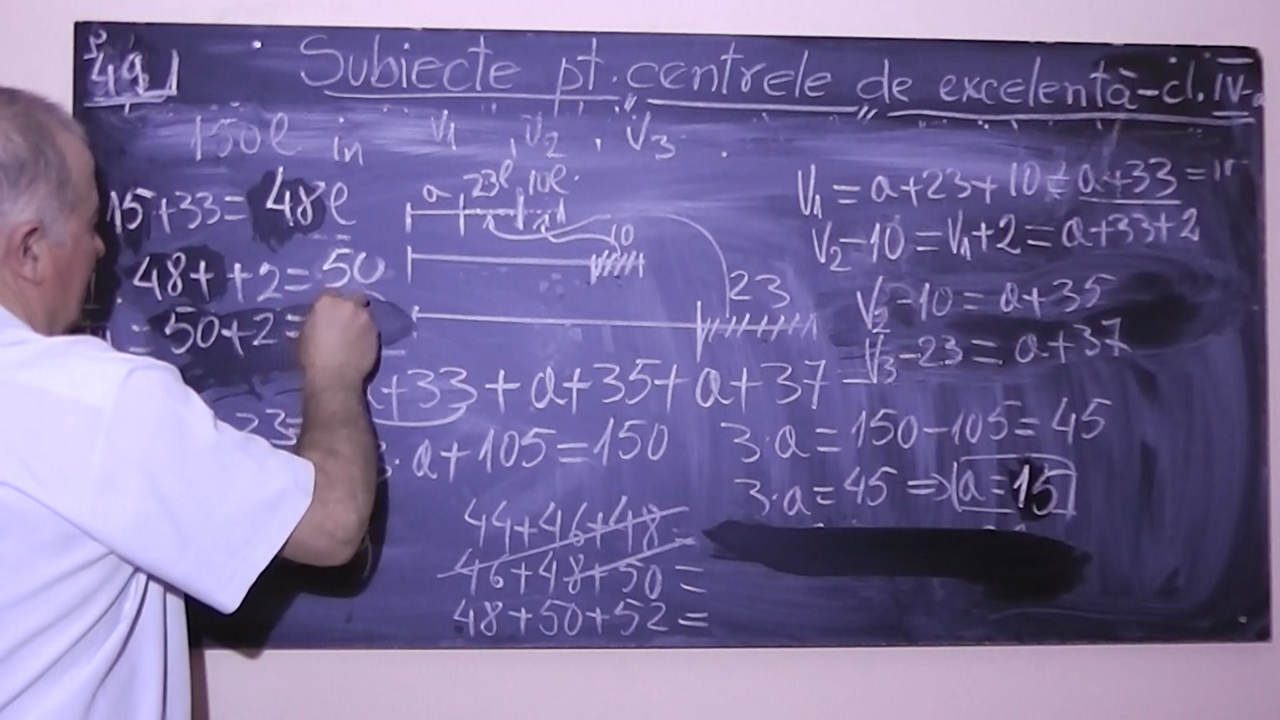 49
Subiecte pt. centrele de excelentă-cl. IV-a
150l in V1, V2, V3.
15+33=48l
48++2=50
=50+2=
23=
a 23l 10l.
10
23
V1=a+23+10=a+33=
V2-10=V1+2=a+33+2
V2-10=a+35
V3-23=a+37
+33+a+35+a+37
·a+105=150
3·a=150-105=45
3·a=45=>a=15
44+46+48=
46+48+50=
48+50+52=